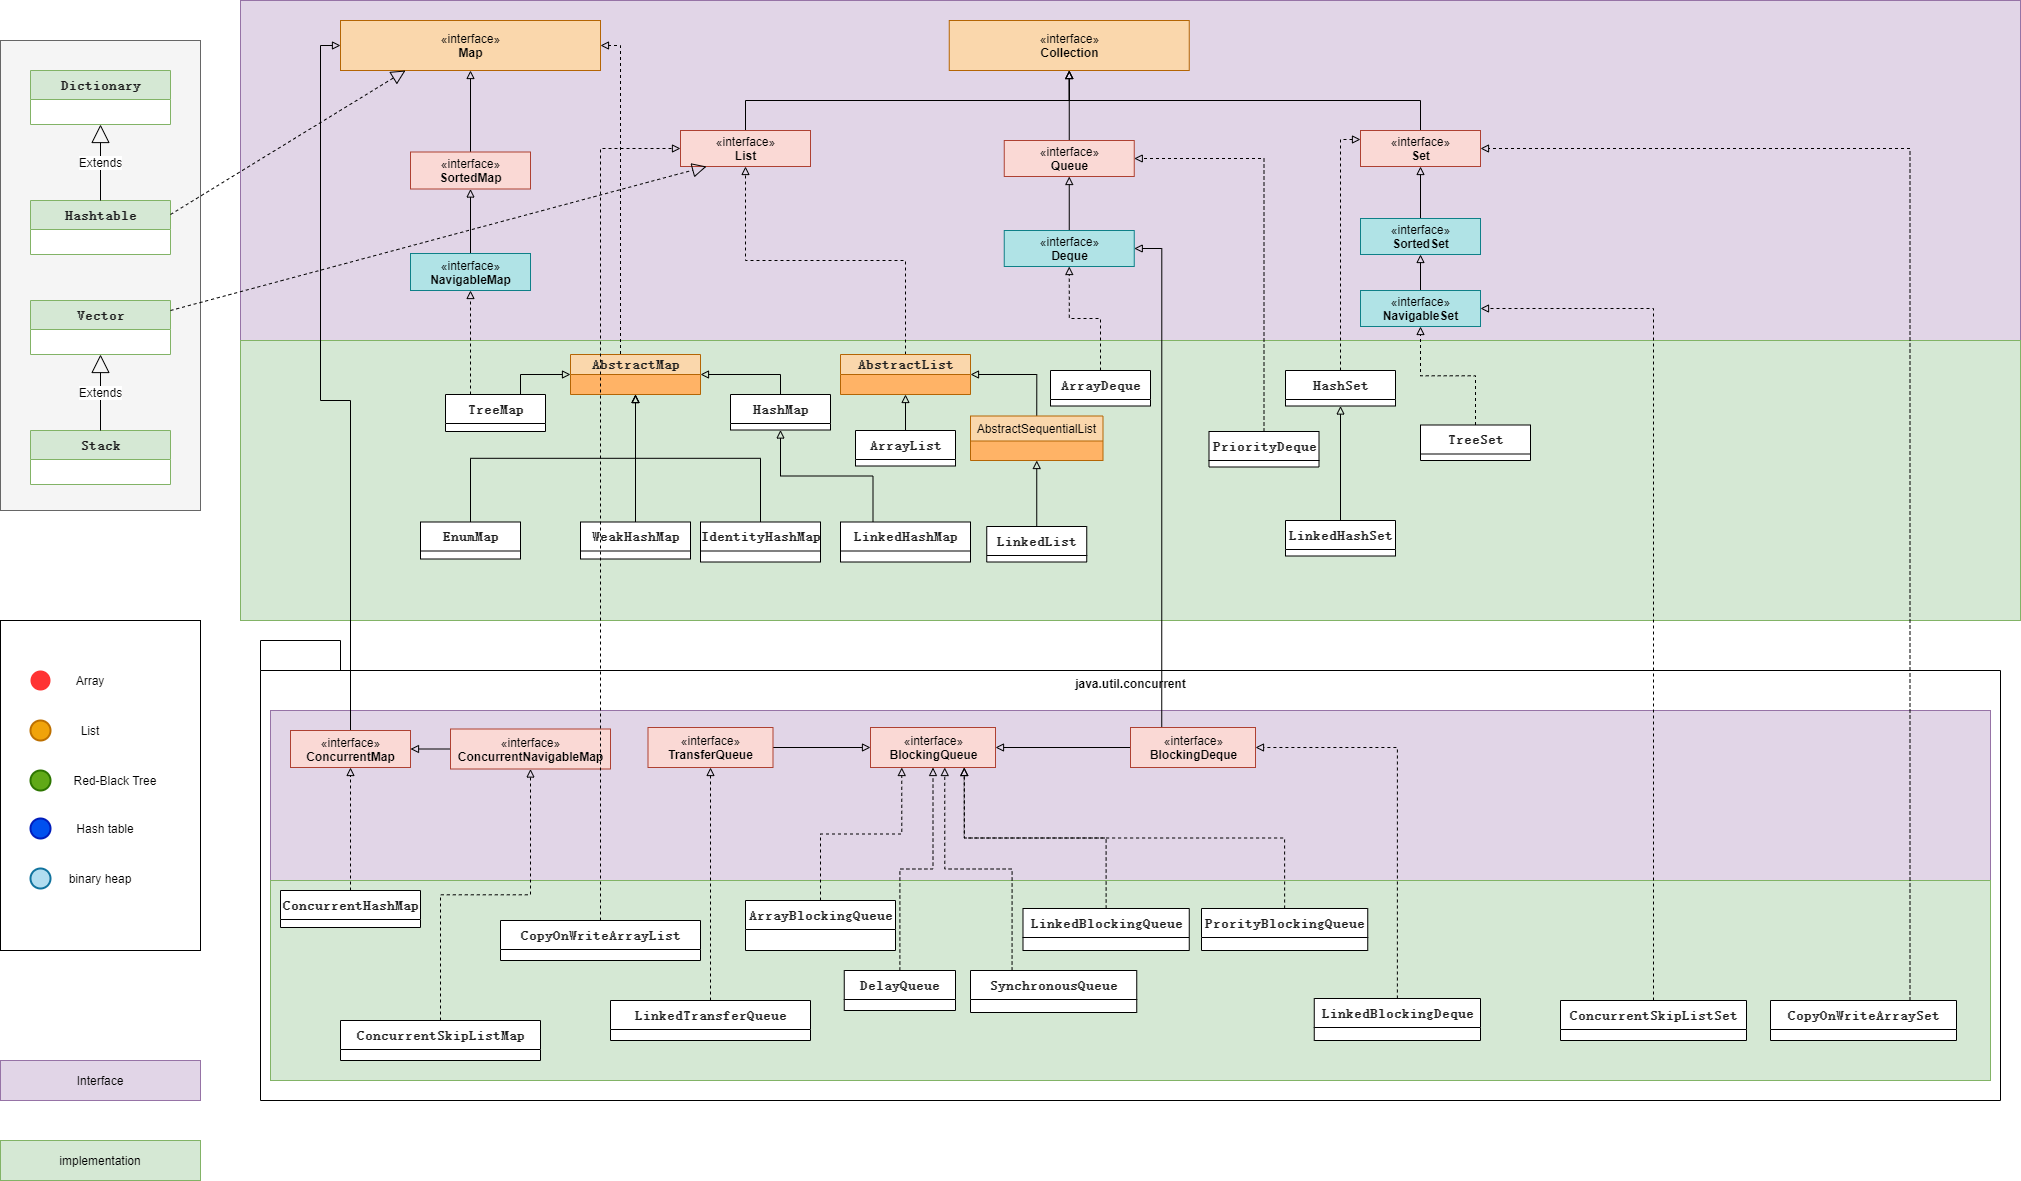 «interface»
Map
«interface»
Collection
Dictionary
Extends
Hashtable
Vector
Extends
Stack
«interface»
List
«interface»
Queue
«interface»
Set
«interface»
SortedMap
«interface»
Deque
«interface»
SortedSet
«interface»
NavigableMap
«interface»
NavigableSet
AbstractMap
AbstractList
ArrayDeque
HashSet
TreeMap
HashMap
ArrayList
AbstractSequentialList
PriorityDeque
TreeSet
EnumMap
WeakHashMap
IdentityHashMap
LinkedHashMap
LinkedList
LinkedHashSet
Array
List
Red-Black Tree
Hash table
binary heap
java.util.concurrent
«interface»
ConcurrentMap
«interface»
ConcurrentNavigableMap
«interface»
TransferQueue
«interface»
BlockingQueue
«interface»
BlockingDeque
ConcurrentHashMap
CopyOnWriteArrayList
ArrayBlockingQueue
LinkedBlockingQueue
ProrityBlockingQueue
DelayQueue
SynchronousQueue
ConcurrentSkipListMap
LinkedTransferQueue
LinkedBlockingDeque
ConcurrentSkipListSet
CopyOnWriteArraySet
Interface
implementation